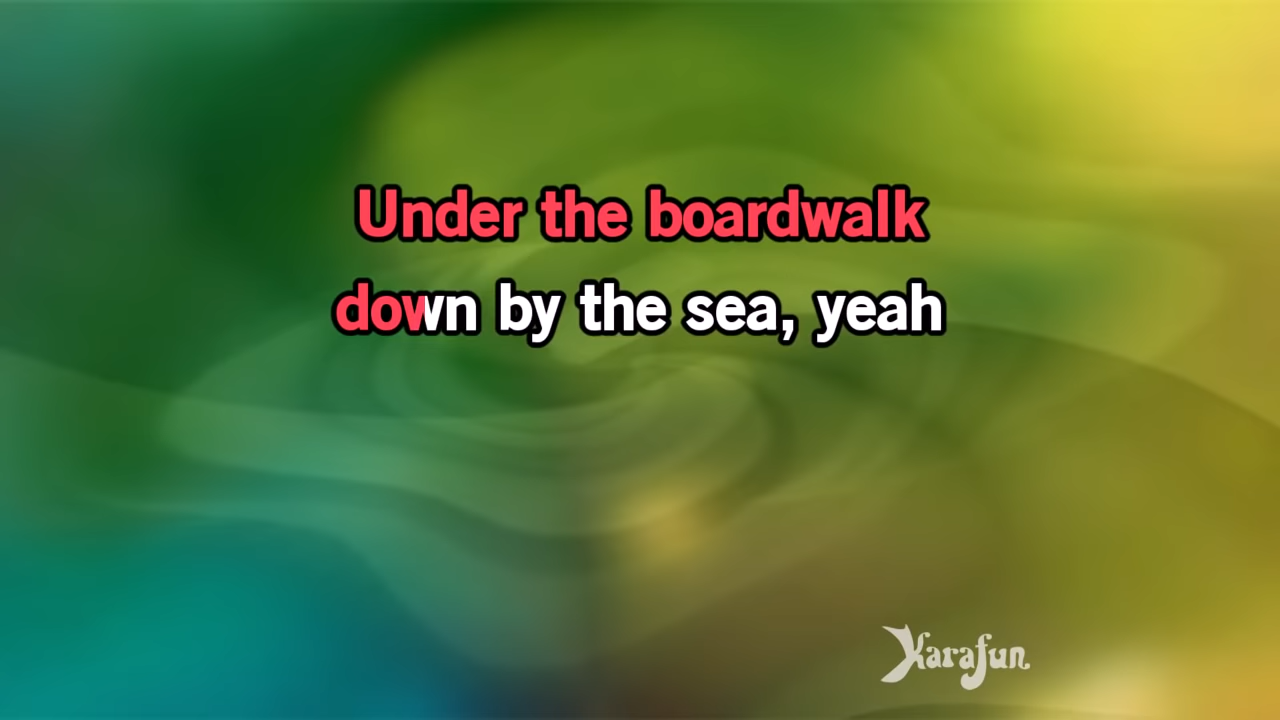 Under the boardwalk
down by the sea, yeah
Karafun